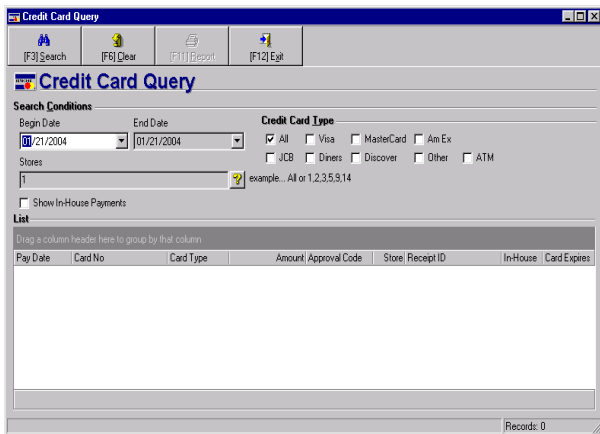 Credit Card Query
[F3] Search [F6] Clear [F11] Report [F12] Exit
Credit Card Query
Search Conditions
Begin Date End Date
01/21/2004 01/21/2004
Stores
1
Show In-House Payments
Credit Card Type
All Visa MasterCard Am Ex
JCB Diners Discover Other ATM
example... All or 1,2,3,5,9,14
List
Drag a column header here to group by that column
Pay Date Card No Card Type Amount Approval Code Store Receipt ID In-House Card Expires
Records: 0